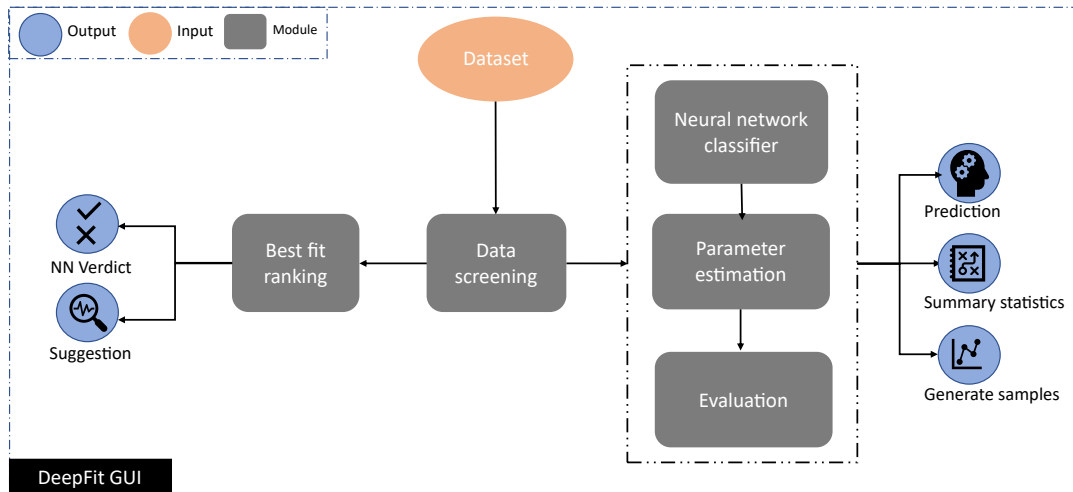 Output
Input
Module
Dataset
Neural network
classifier
Prediction
NN Verdict
Best fit
ranking
Data
screening
Parameter
estimation
Summary statistics
Suggestion
Evaluation
Generate samples
DeepFit GUI